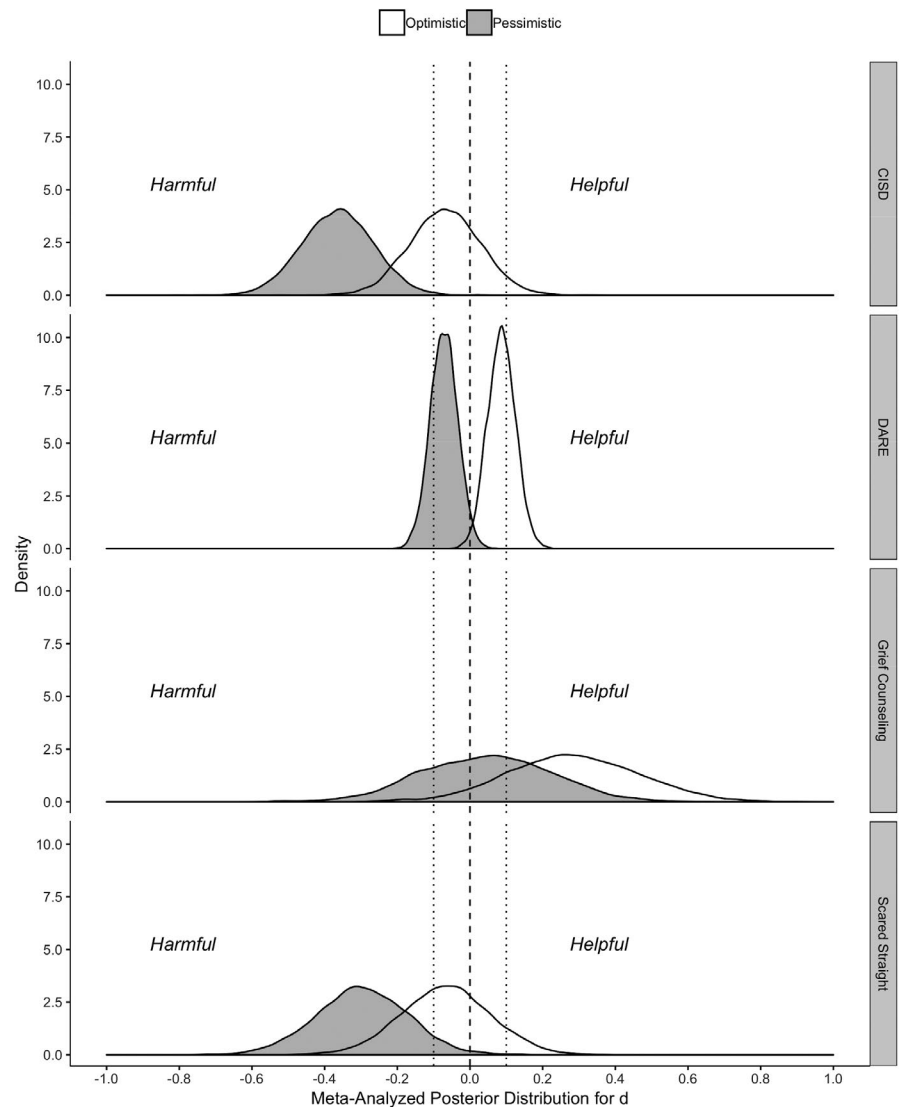 Optimistic Pessimistic
10.0
7.5
5.0
2.5
0.0
Harmful
Helpful
CISD
10.0
7.5
5.0
2.5
0.0
Harmful
Helpful
DARE
10.0
7.5
5.0
2.5
0.0
Harmful
Helpful
Grief Counseling
10.0
7.5
5.0
2.5
0.0
Harmful
Helpful
Scared Straight
Density
-1.0 -0.8 -0.6 -0.4 -0.2 0.0 0.2 0.4 0.6 0.8 1.0
Meta-Analyzed Posterior Distribution for d